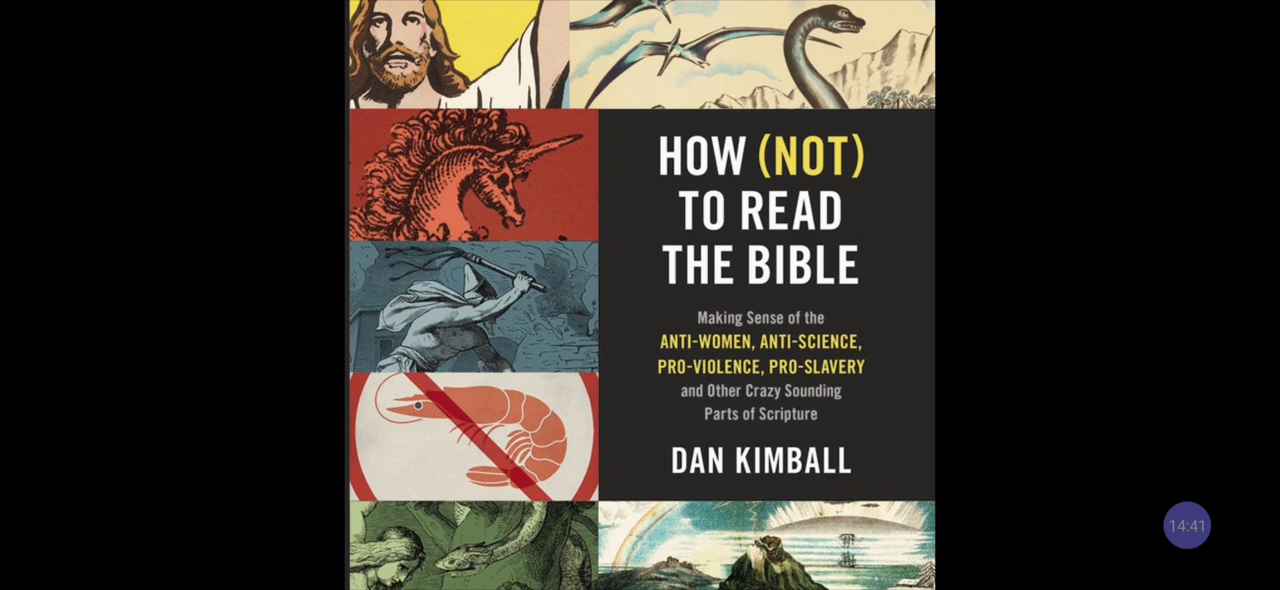 HOW (NOT)
TO READ
THE BIBLE
Making Sense of the
ANTI-WOMEN, ANTI-SCIENCE,
PRO-VIOLENCE, PRO-SLAVERY
and Other Crazy Sounding
Parts of Scripture
DAN KIMBALL
14:41